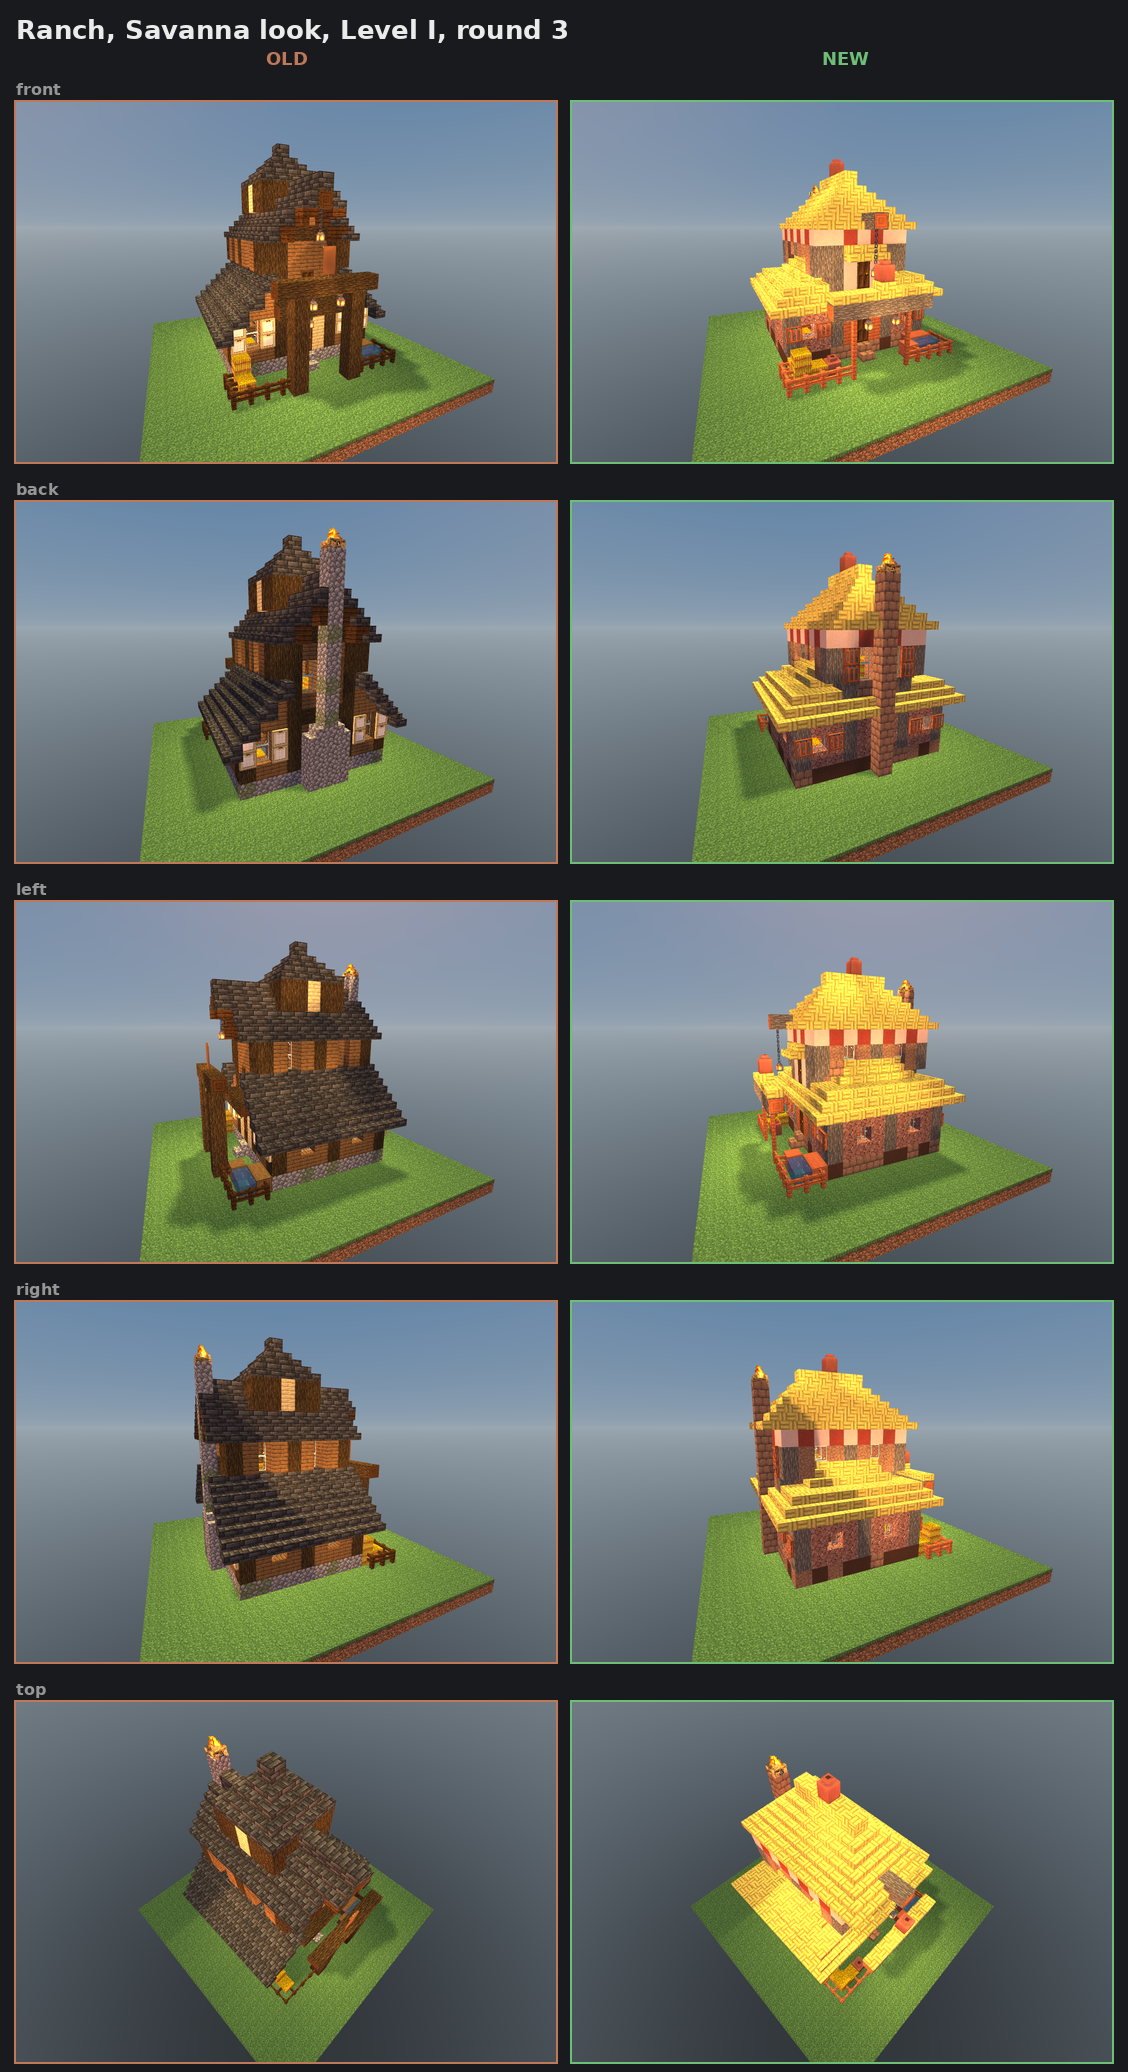 Ranch, Savanna look, Level I, round 3
OLD
NEW
front
back
left
right
top